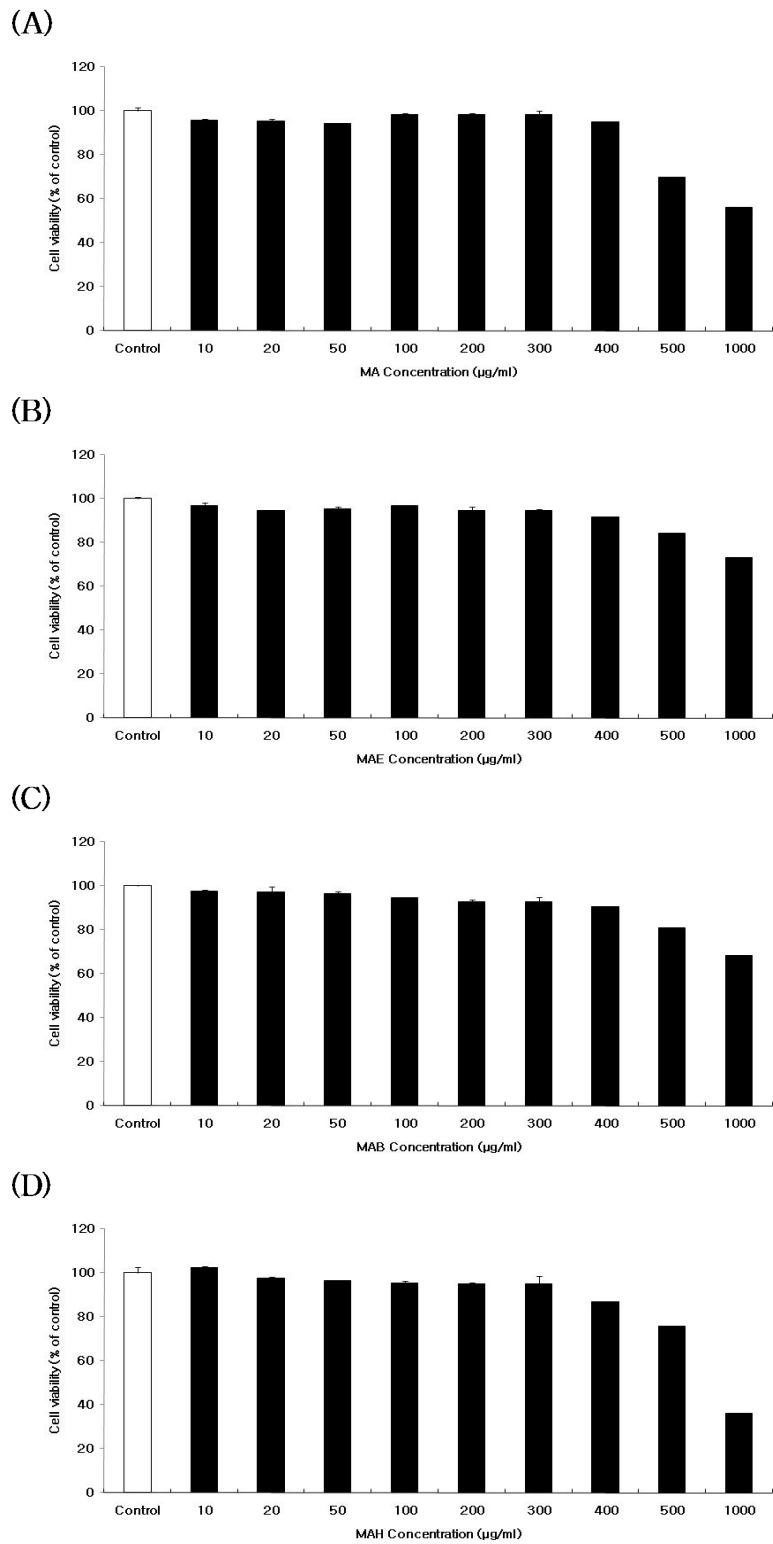 (A)
120
100
80
60
40
20
0
Cell viability (% of control)
Control 10 20 50 100 200 300 400 500 1000
MA Concentration (µg/ml)
(B)
120
100
80
60
40
20
0
Cell viability (% of control)
Control 10 20 50 100 200 300 400 500 1000
MAE Concentration (µg/ml)
(C)
120
100
80
60
40
20
0
Cell viability (% of control)
Control 10 20 50 100 200 300 400 500 1000
MAB Concentration (µg/ml)
(D)
120
100
80
60
40
20
0
Cell viability (% of control)
Control 10 20 50 100 200 300 400 500 1000
MAH Concentration (µg/ml)